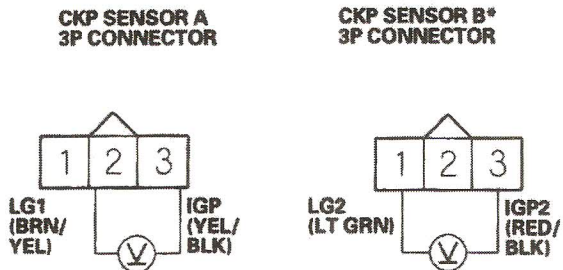 CKP SENSOR A
3P CONNECTOR
1 2 3
LG1
(BRN/
YEL)
IGP
(YEL/
BLK)
V
CKP SENSOR B*
3P CONNECTOR
1 2 3
LG2
(LT GRN)
IGP2
(RED/
BLK)
V